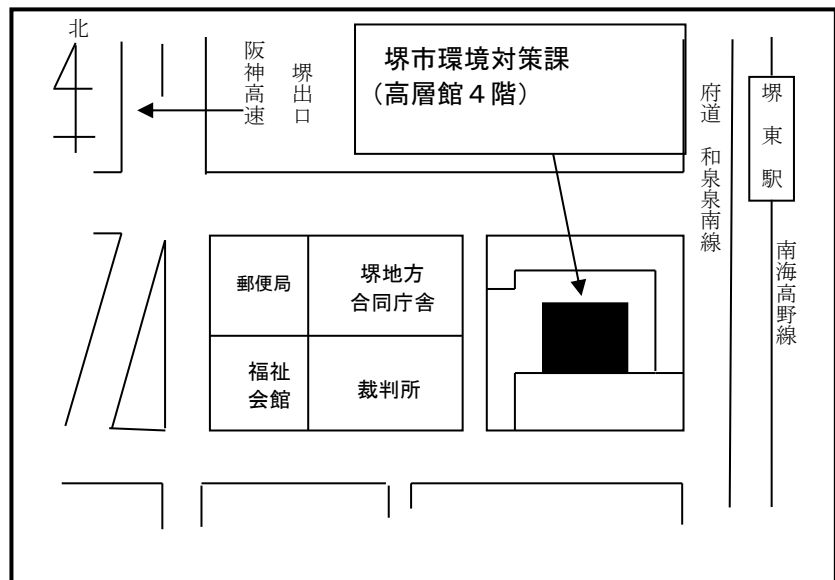 北
阪神高速
堺出口
堺市環境対策課
（高層館４階）
府道　和泉泉南線
堺東駅
南海高野線
郵便局
堺地方
合同庁舎
福祉
会館
裁判所